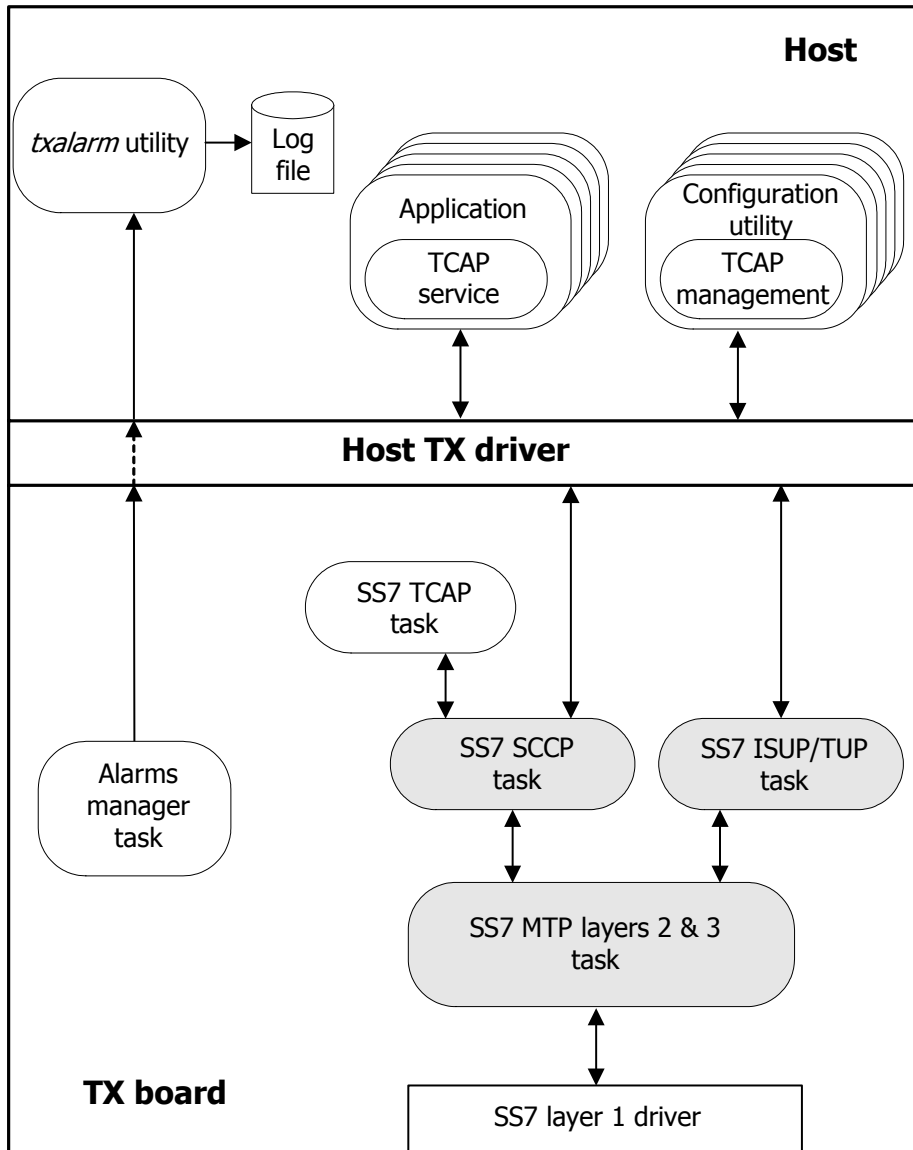 Host
txalarm utility
Log
file
Application
TCAP
service
Configuration
utility
TCAP
management
Host TX driver
SS7 TCAP
task
SS7 SCCP
task
SS7 ISUP/TUP
task
Alarms
manager
task
SS7 MTP layers 2 & 3
task
TX board
SS7 layer 1 driver